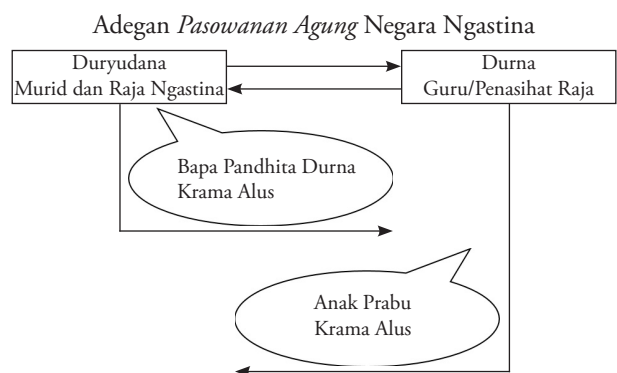 Adegan Pasowanan Agung Negara Ngastina
Duryudana
Murid dan Raja Ngastina
Durna
Guru/Penasihat Raja
Bapa Pandhita Durna
Krama Alus
Anak Prabu
Krama Alus